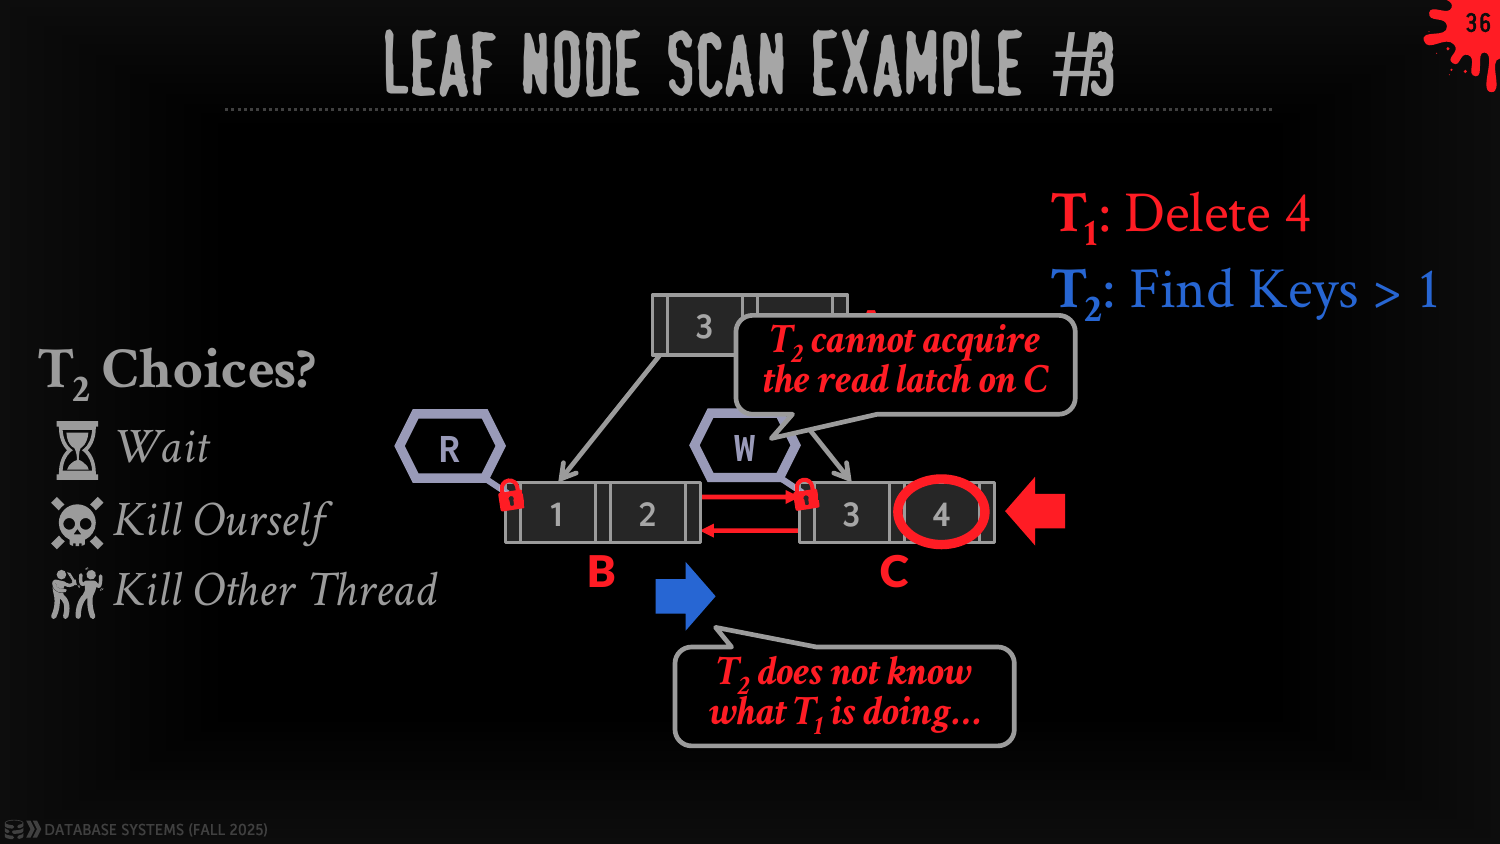 36
LEAF NODE SCAN EXAMPLE #3
T1: Delete 4
T2: Find Keys > 1
3
T2 cannot acquire
the read latch on C
T2 Choices?
Wait
Kill Ourself
Kill Other Thread
R
W
1 2
3 4
B
C
T2 does not know
what T1 is doing...
DATABASE SYSTEMS (FALL 2025)